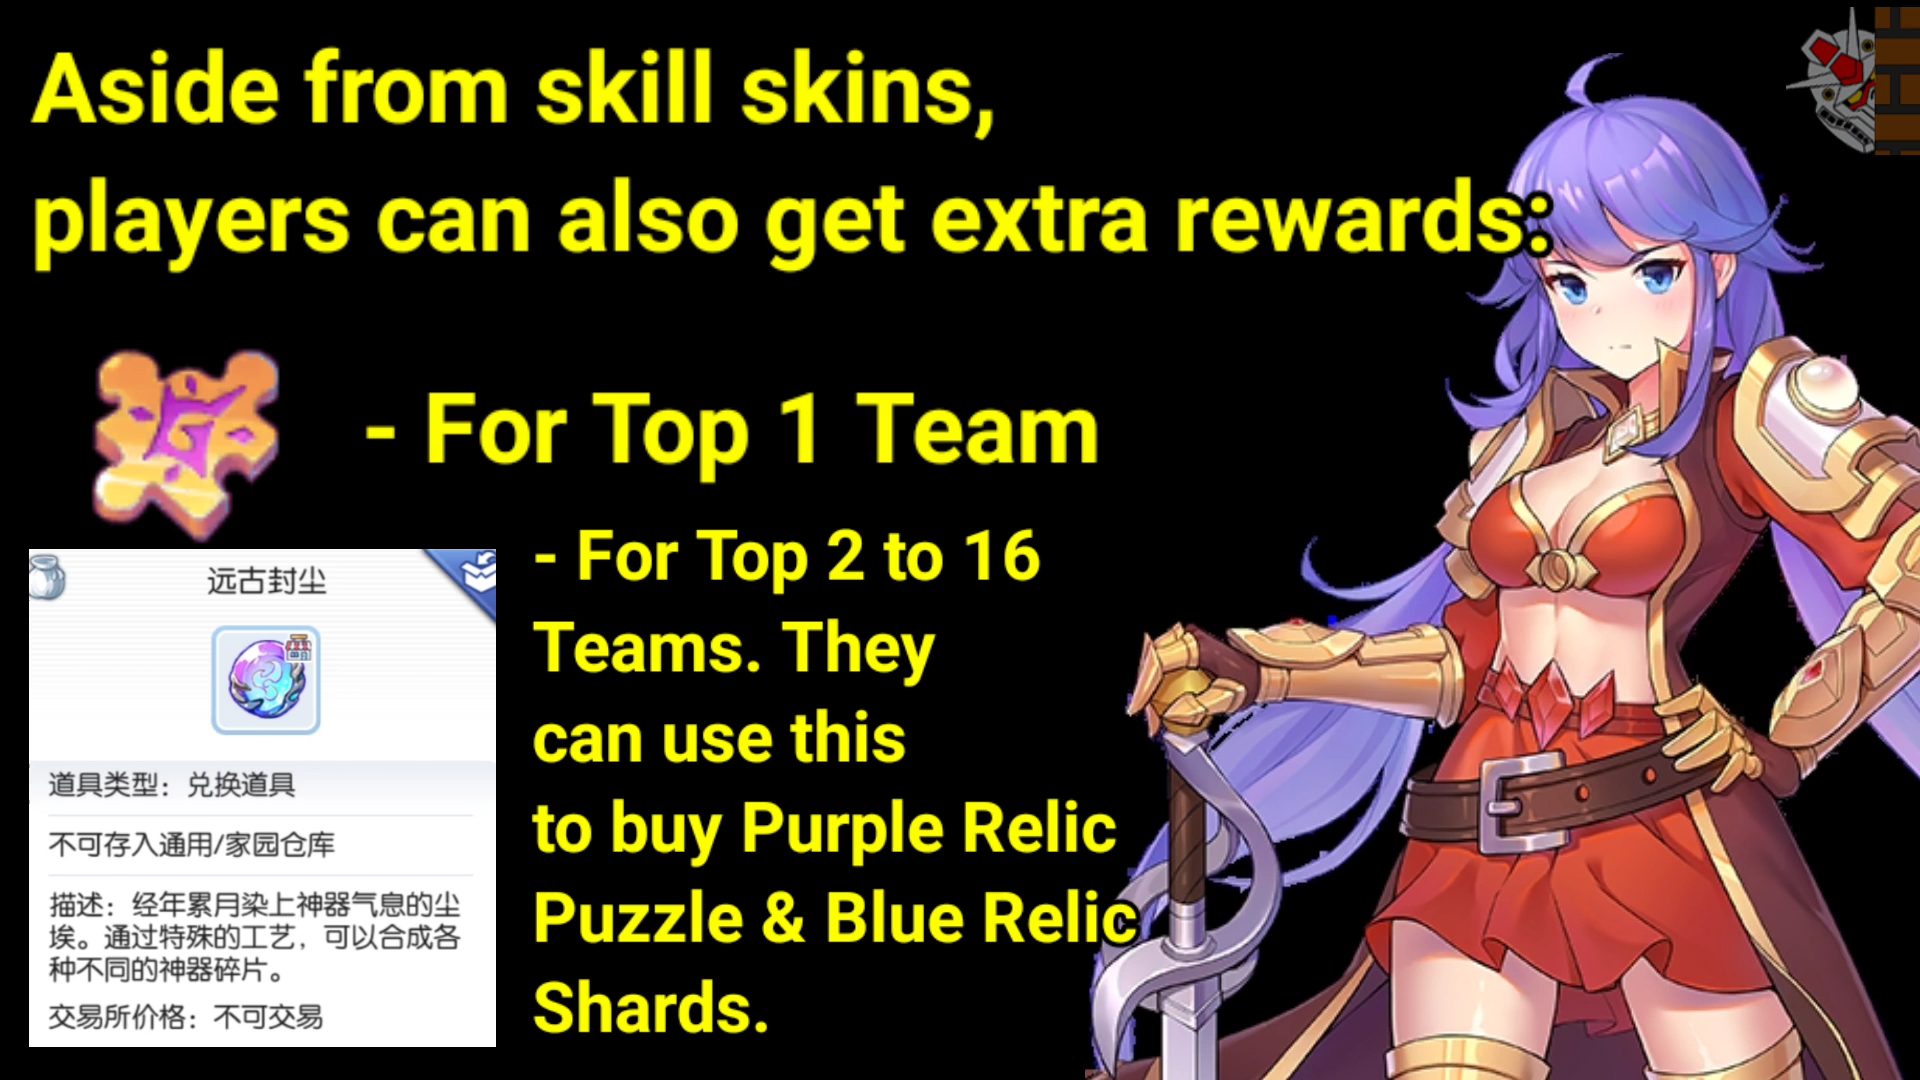 Aside from skill skins,
players can also get extra rewards:
- For Top 1 Team
- For Top 2 to 16
Teams. They
can use this
to buy Purple Relic
Puzzle & Blue Relic
Shards.
远古封尘
道具类型：兑换道具
不可存入通用/家园仓库
描述：经年累月染上神器气息的尘
埃。通过特殊的工艺，可以合成各
种不同的神器碎片。
交易所价格：不可交易